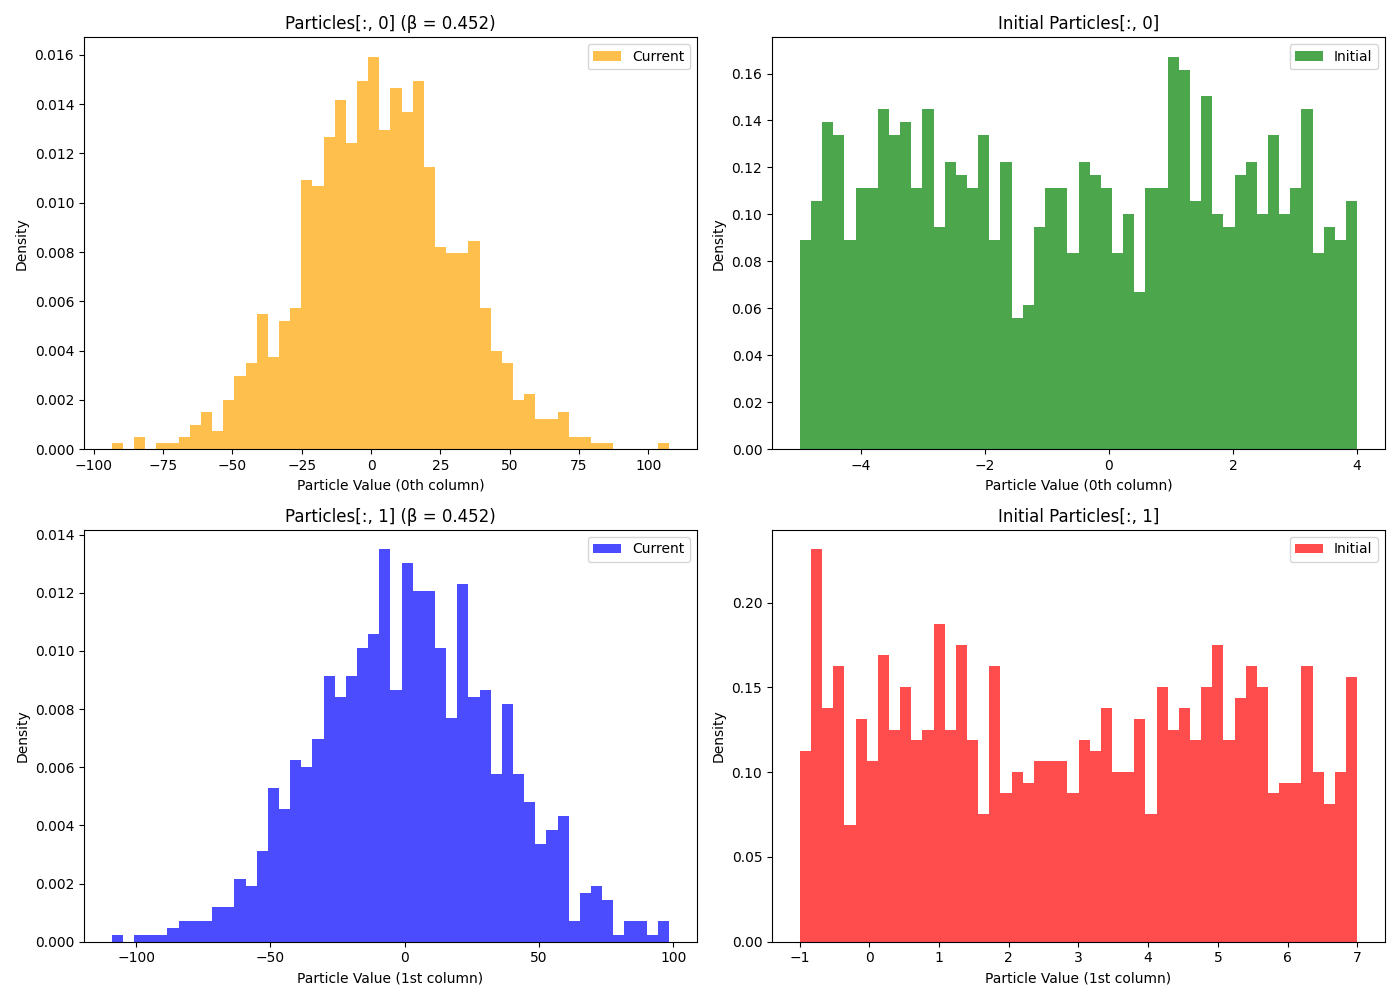 Particles[:, 0] (β = 0.452)
0.016
0.014
0.012
0.010
0.008
0.006
0.004
0.002
0.000
Density
Current
−100 −75 −50 −25 0 25 50 75 100
Particle Value (0th column)
Initial Particles[:, 0]
0.16
0.14
0.12
0.10
0.08
0.06
0.04
0.02
0.00
Density
Initial
−4 −2 0 2 4
Particle Value (0th column)
Particles[:, 1] (β = 0.452)
0.014
0.012
0.010
0.008
0.006
0.004
0.002
0.000
Density
Current
−100 −50 0 50 100
Particle Value (1st column)
Initial Particles[:, 1]
0.20
0.15
0.10
0.05
0.00
Density
Initial
−1 0 1 2 3 4 5 6 7
Particle Value (1st column)